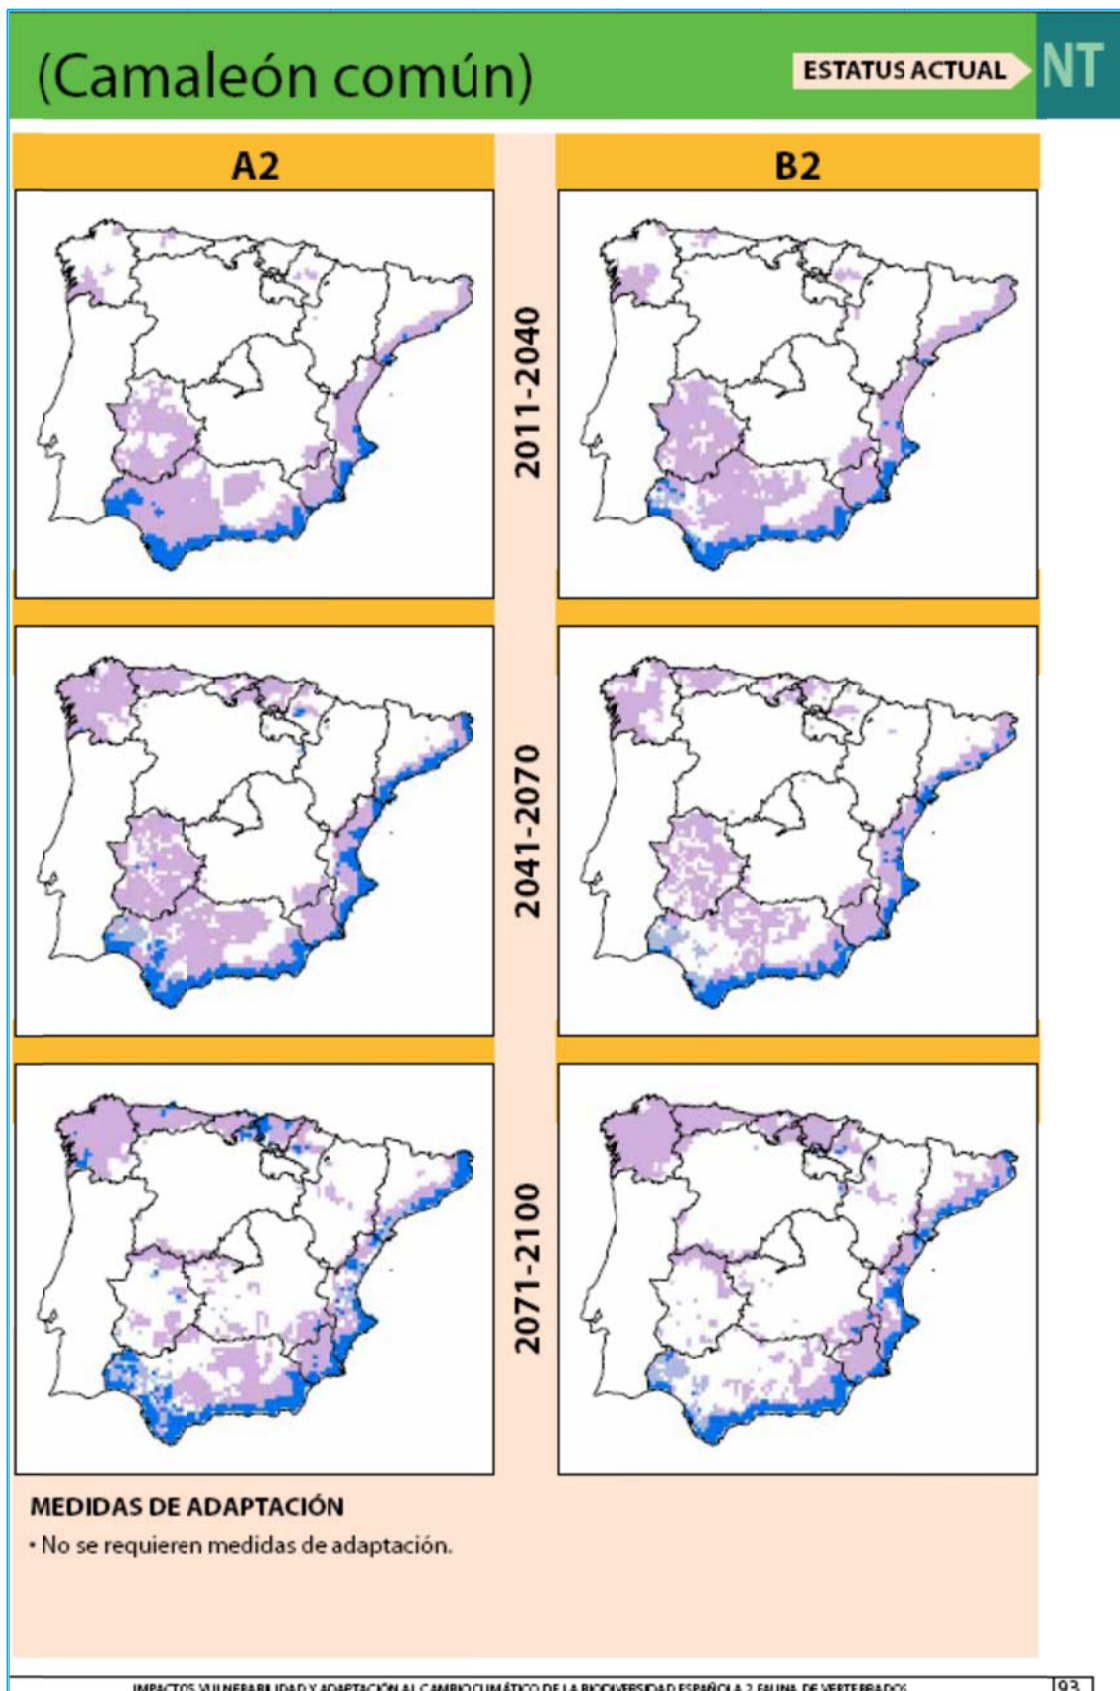 (Camaleón común)
ESTATUS ACTUAL
NT
A2
B2
2011-2040
2041-2070
2071-2100
MEDIDAS DE ADAPTACIÓN
• No se requieren medidas de adaptación.
IMPACTOS, VULNERABILIDAD Y ADAPTACIÓN AL CAMBIO CLIMÁTICO DE LA BIODIVERSIDAD ESPAÑOLA. 2 FAUNA DE VERTEBRADOS
193